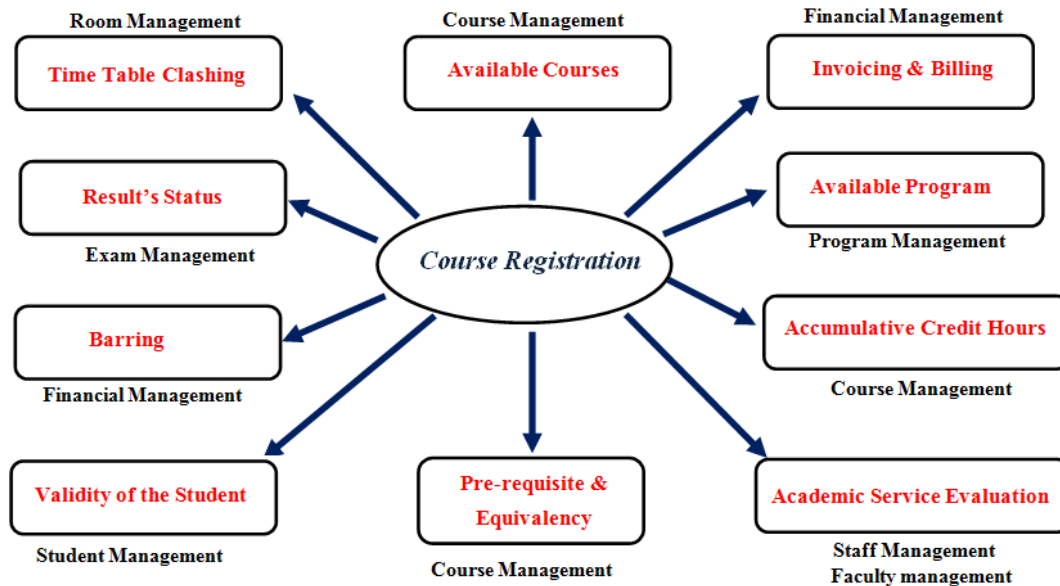 Room Management
Course Management
Financial Management
Time Table Clashing
Available Courses
Invoicing & Billing
Result’s Status
Available Program
Exam Management
Program Management
Course Registration
Barring
Accumulative Credit Hours
Financial Management
Course Management
Validity of the Student
Pre-requisite &
Equivalency
Academic Service Evaluation
Student Management
Course Management
Staff Management
Faculty management